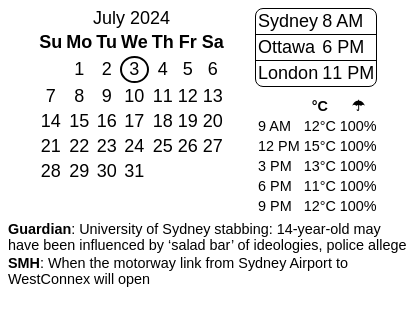 July 2024
Su Mo Tu We Th Fr Sa
1 2 3 4 5 6
7 8 9 10 11 12 13
14 15 16 17 18 19 20
21 22 23 24 25 26 27
28 29 30 31
Sydney 8 AM
Ottawa 6 PM
London 11 PM
°C ☂
9 AM 12°C 100%
12 PM 15°C 100%
3 PM 13°C 100%
6 PM 11°C 100%
9 PM 12°C 100%
Guardian: University of Sydney stabbing: 14-year-old may
have been influenced by ‘salad bar’ of ideologies, police allege
SMH: When the motorway link from Sydney Airport to
WestConnex will open